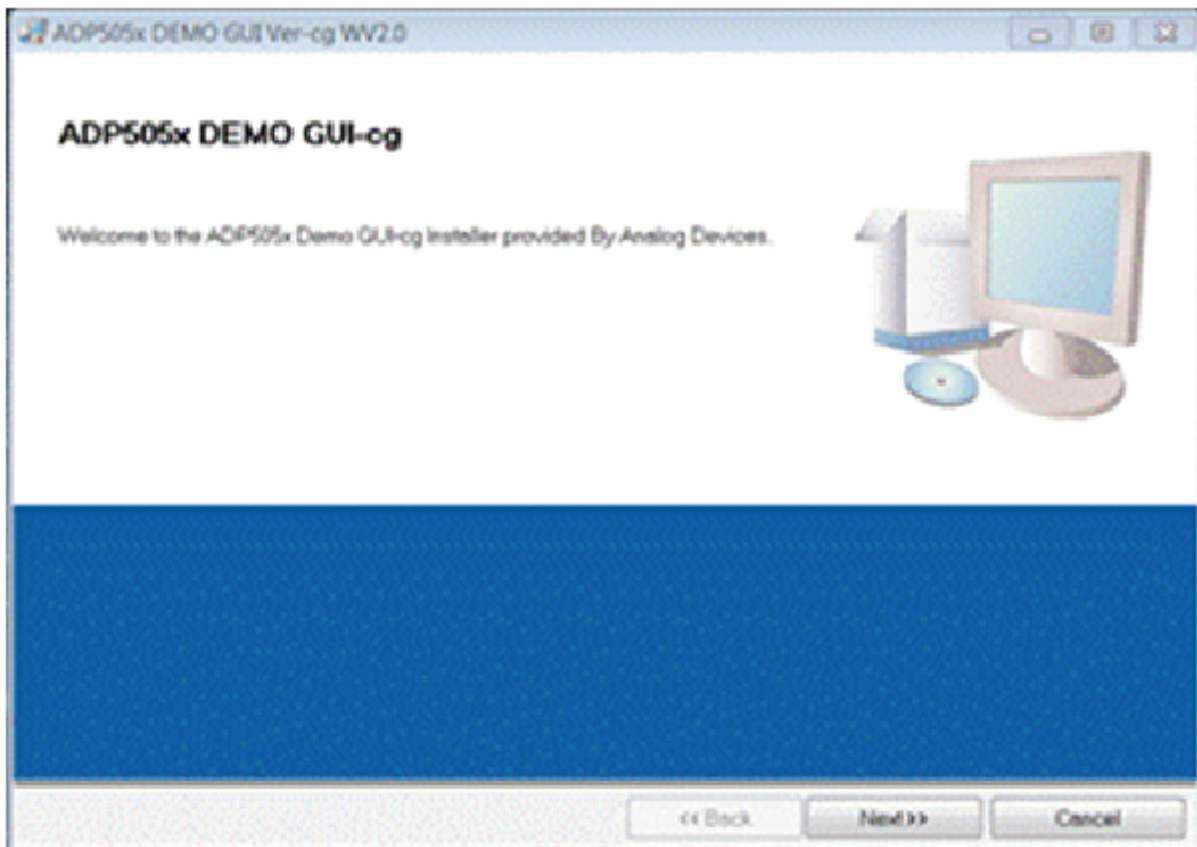 ADP505x DEMO GUI Ver-cg WV2.0
ADP505x DEMO GUI-cg
Welcome to the ADP505x Demo GUI-cg Installer provided By Analog Devices.
<< Back
Next >>
Cancel